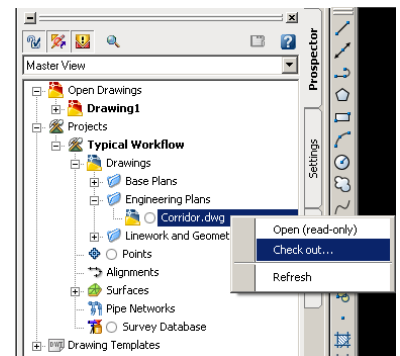 Master View
Open Drawings
Drawing1
Projects
Typical Workflow
Drawings
Base Plans
Engineering Plans
Corridor.dwg
Linework and Geomet
Points
Alignments
Surfaces
Pipe Networks
Survey Database
Drawing Templates
Open (read-only)
Check out...
Refresh
Prospector
Settings